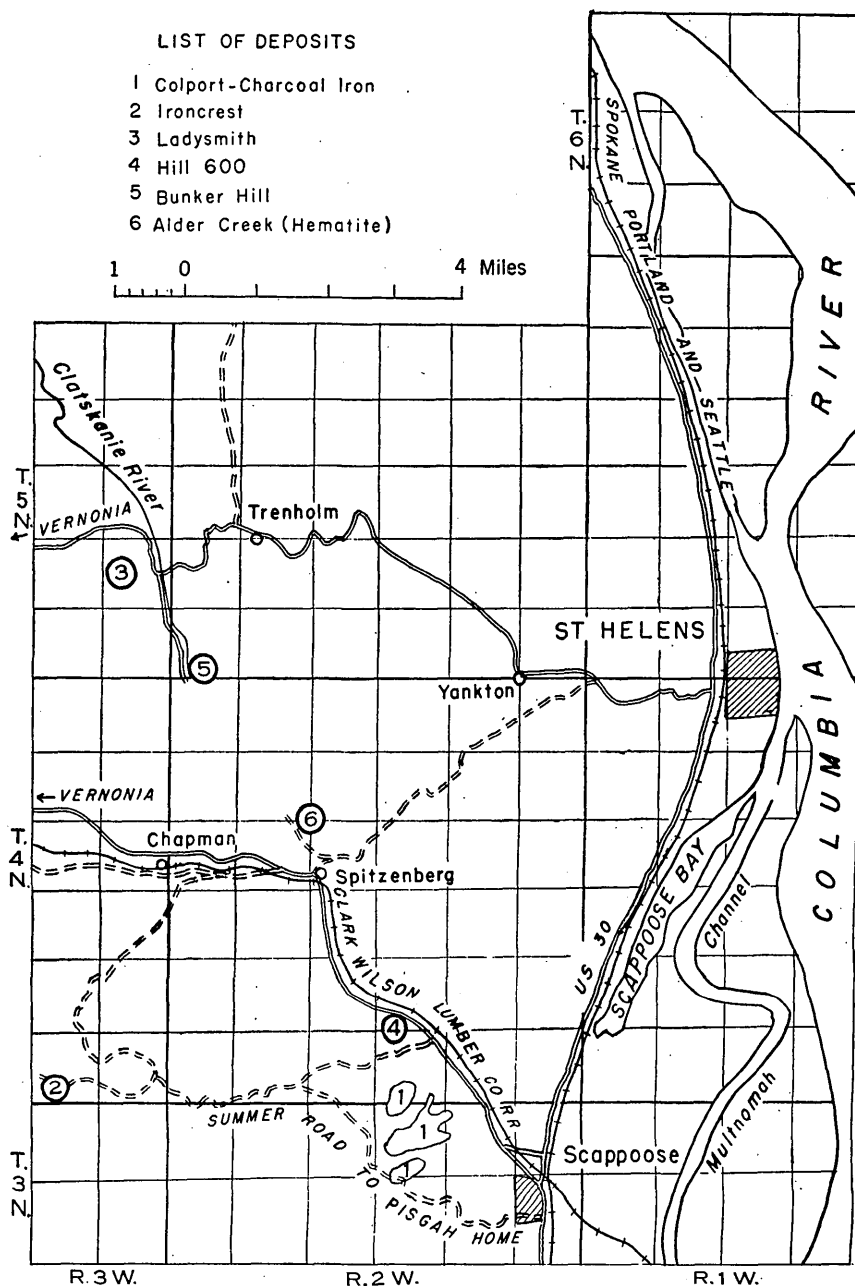 LIST OF DEPOSITS
1 Colport-Charcoal Iron
2 Ironcrest
3 Ladysmith
4 Hill 600
5 Bunker Hill
6 Alder Creek (Hematite)
1 0 4 Miles
T.
6
N.
SPOKANE PORTLAND AND SEATTLE
COLUMBIA RIVER
Clatskanie River
T.
5
N.
VERNONIA
Trenholm
3
5
ST HELENS
Yankton
← VERNONIA
6
T.
4
N.
Chapman
Spitzenberg
CLARK WILSON LUMBER CO RR
US 30
SCAPPOOSE BAY
Multnomah Channel
4
2
1
1
1
SUMMER ROAD TO PISGAH HOME
Scappoose
T.
3
N.
R.3 W.
R.2 W.
R.1 W.